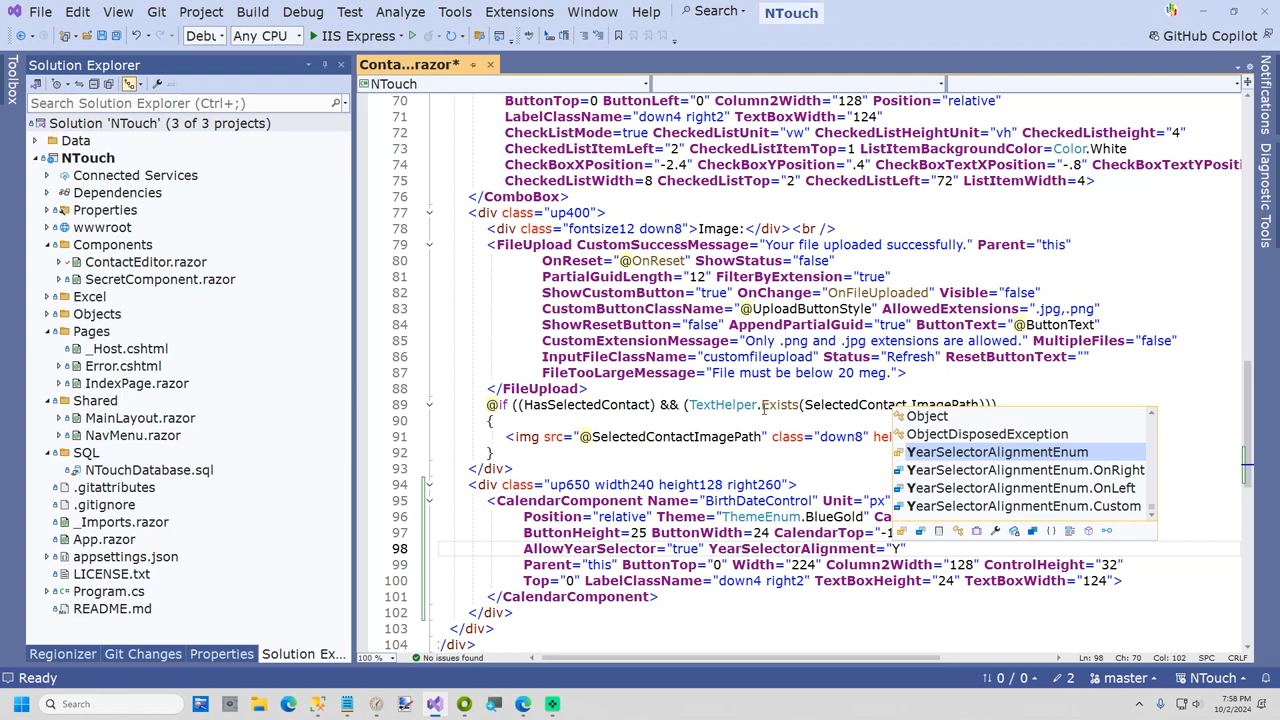 File Edit View Git Project Build Debug Test Analyze Tools Extensions Window Help Search NTouch
Debu Any CPU IIS Express GitHub Copilot
Toolbox
Solution Explorer
Search Solution Explorer (Ctrl+;)
Solution 'NTouch' (3 of 3 projects)
Data
NTouch
Connected Services
Dependencies
Properties
wwwroot
Components
ContactEditor.razor
SecretComponent.razor
Excel
Objects
Pages
_Host.cshtml
Error.cshtml
IndexPage.razor
Shared
MainLayout.razor
NavMenu.razor
SQL
NTouchDatabase.sql
.gitattributes
.gitignore
_Imports.razor
App.razor
appsettings.json
LICENSE.txt
Program.cs
README.md
Regionizer Git Changes Properties Solution Ex...
Conta...razor*
NTouch
70 ButtonTop=0 ButtonLeft="0" Column2Width="128" Position="relative"
71 LabelClassName="down4 right2" TextBoxWidth="124"
72 CheckListMode=true CheckedListUnit="vw" CheckedListHeightUnit="vh" CheckedListheight="4"
73 CheckedListItemLeft="2" CheckedListItemTop=1 ListItemBackgroundColor=Color.White
74 CheckBoxXPosition="-2.4" CheckBoxYPosition=".4" CheckBoxTextXPosition="-.8" CheckBoxTextYPositi
75 CheckedListWidth=8 CheckedListTop="2" CheckedListLeft="72" ListItemWidth=4>
76 </ComboBox>
77 <div class="up400">
78 <div class="fontsize12 down8">Image:</div><br />
79 <FileUpload CustomSuccessMessage="Your file uploaded successfully." Parent="this"
80 OnReset="@OnReset" ShowStatus="false"
81 PartialGuidLength="12" FilterByExtension="true"
82 ShowCustomButton="true" OnChange="OnFileUploaded" Visible="false"
83 CustomButtonClassName="@UploadButtonStyle" AllowedExtensions=".jpg,.png"
84 ShowResetButton="false" AppendPartialGuid="true" ButtonText="@ButtonText"
85 CustomExtensionMessage="Only .png and .jpg extensions are allowed." MultipleFiles="false"
86 InputFileClassName="customfileupload" Status="Refresh" ResetButtonText=""
87 FileTooLargeMessage="File must be below 20 meg.">
88 </FileUpload>
89 @if ((HasSelectedContact) && (TextHelper.Exists(SelectedContact.ImagePath)))
90 {
91 <img src="@SelectedContactImagePath" class="down8" hei
92 }
93 </div>
94 <div class="up650 width240 height128 right260">
95 <CalendarComponent Name="BirthDateControl" Unit="px"
96 Position="relative" Theme="ThemeEnum.BlueGold" Ca
97 ButtonHeight=25 ButtonWidth=24 CalendarTop="-1
98 AllowYearSelector="true" YearSelectorAlignment="Y"
99 Parent="this" ButtonTop="0" Width="224" Column2Width="128" ControlHeight="32"
100 Top="0" LabelClassName="down4 right2" TextBoxHeight="24" TextBoxWidth="124">
101 </CalendarComponent>
102 </div>
103 </div>
104 /div>
Object
ObjectDisposedException
YearSelectorAlignmentEnum
YearSelectorAlignmentEnum.OnRight
YearSelectorAlignmentEnum.OnLeft
YearSelectorAlignmentEnum.Custom
100 % No issues found Ln: 98 Ch: 70 Col: 102 SPC CRLF
Notifications
Diagnostic Tools
Ready 0 / 0 2 master NTouch
Search 7:58 PM
10/2/2024